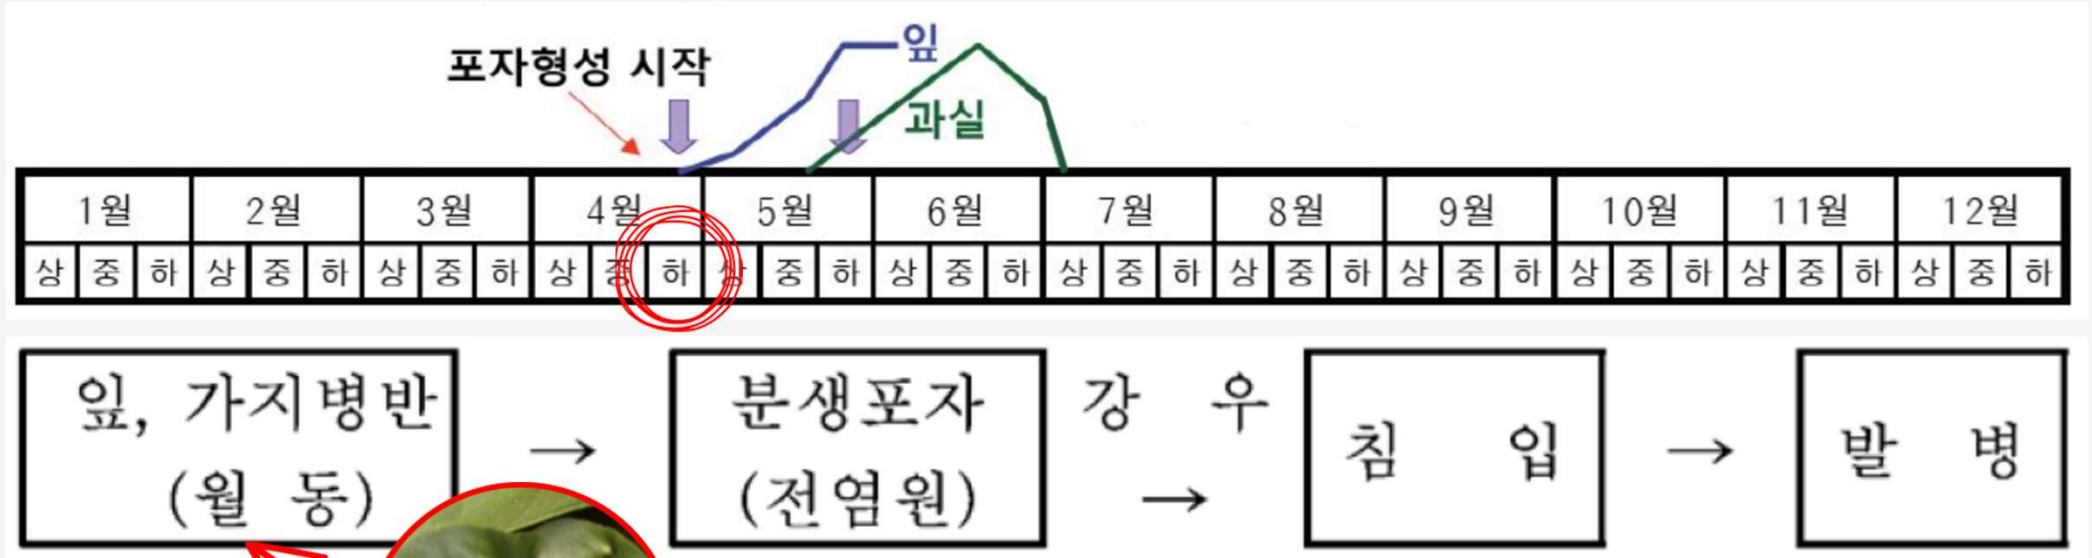 잎
포자형성 시작
과실
1월 2월 3월 4월 5월 6월 7월 8월 9월 10월 11월 12월
상 중 하 상 중 하 상 중 하 상 중 하 상 중 하 상 중 하 상 중 하 상 중 하 상 중 하 상 중 하 상 중 하 상 중 하
잎, 가지병반 → 분생포자 강 우 침 입 → 발 병
(월 동) (전염원) →